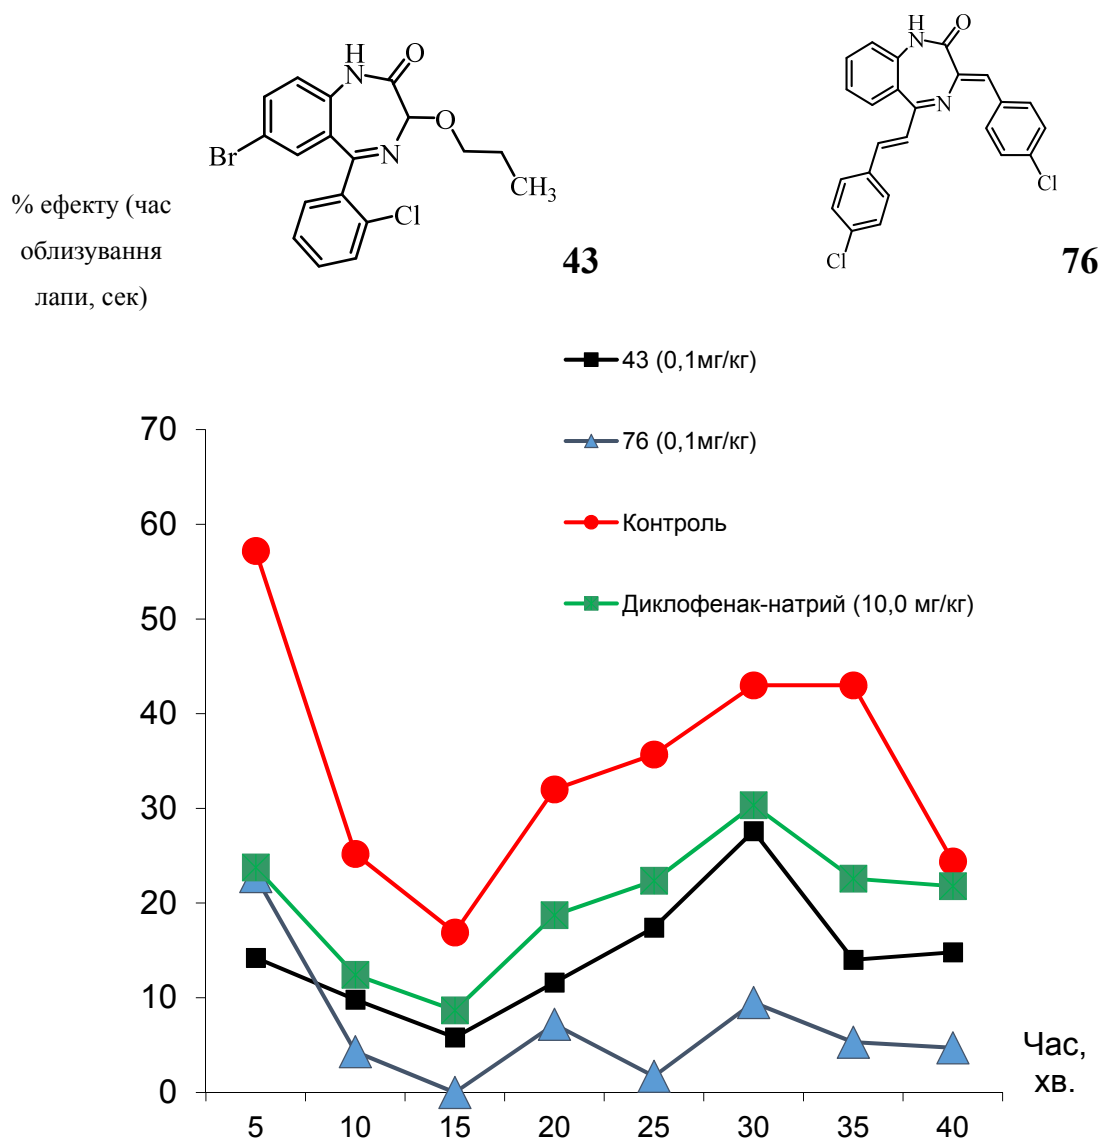 H
N
O
O
N
Br
Cl
CH3
43
H
N
O
N
Cl
Cl
76
% ефекту (час
облизування
лапи, сек)
43 (0,1мг/кг)
76 (0,1мг/кг)
Контроль
Диклофенак-натрий (10,0 мг/кг)
70
60
50
40
30
20
10
0
5 10 15 20 25 30 35 40
Час,
хв.